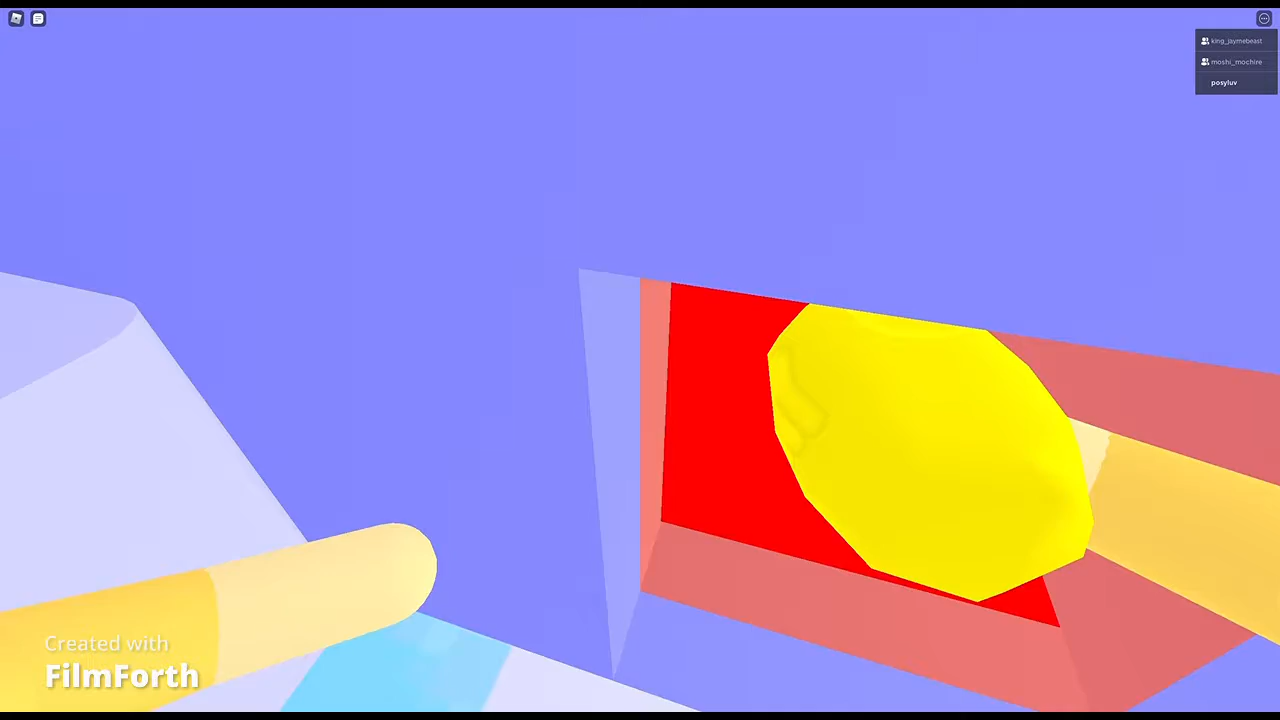 king_jaymebeast
moshi_mochire
posyluv
Created with
FilmForth